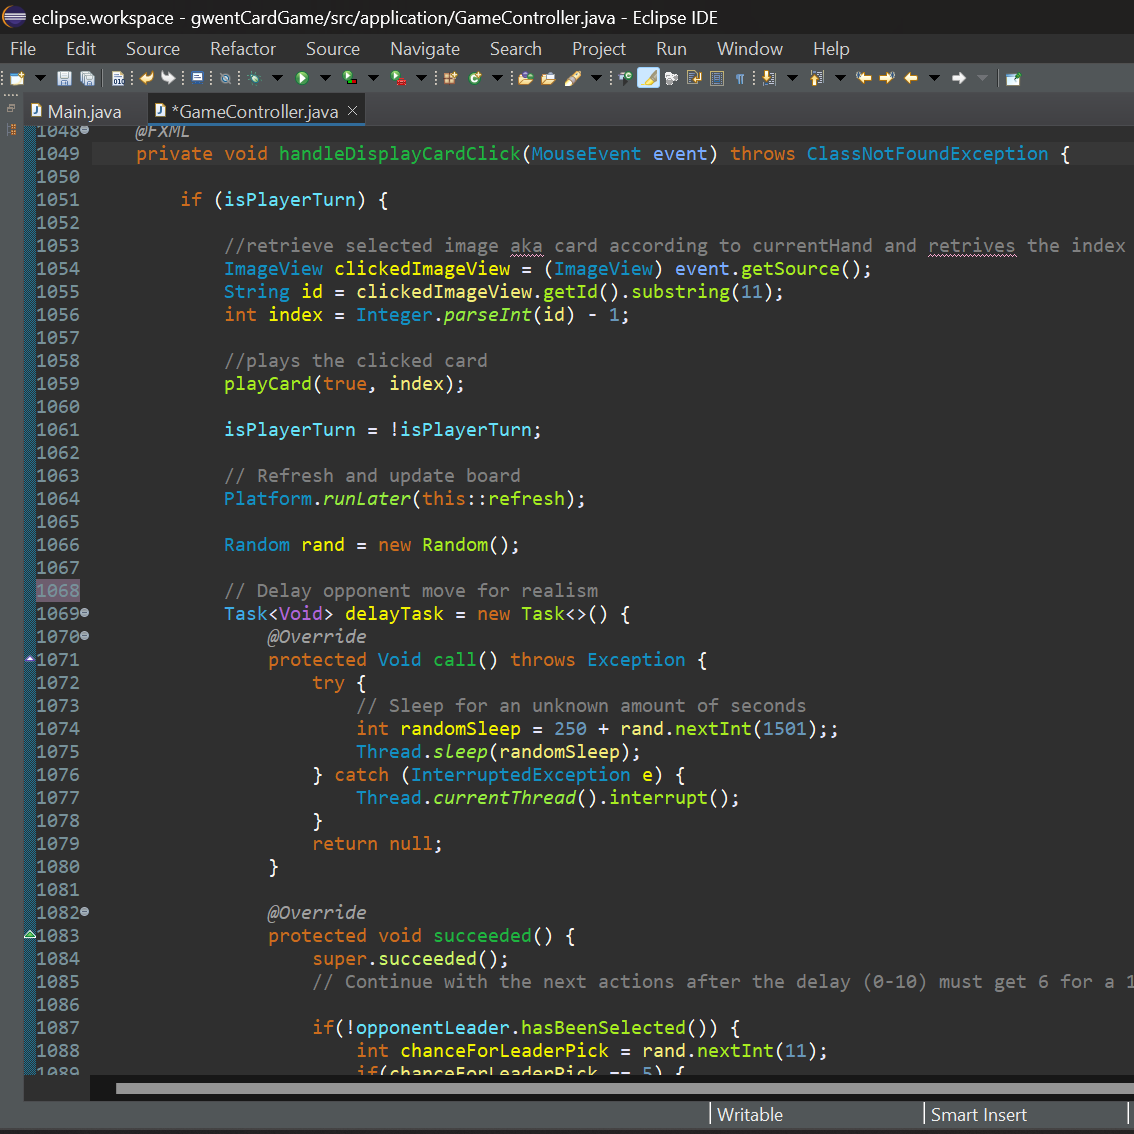 eclipse.workspace - gwentCardGame/src/application/GameController.java - Eclipse IDE
File Edit Source Refactor Source Navigate Search Project Run Window Help
Main.java *GameController.java
1048 @FXML
1049 private void handleDisplayCardClick(MouseEvent event) throws ClassNotFoundException {
1050
1051 if (isPlayerTurn) {
1052
1053 //retrieve selected image aka card according to currentHand and retrives the index
1054 ImageView clickedImageView = (ImageView) event.getSource();
1055 String id = clickedImageView.getId().substring(11);
1056 int index = Integer.parseInt(id) - 1;
1057
1058 //plays the clicked card
1059 playCard(true, index);
1060
1061 isPlayerTurn = !isPlayerTurn;
1062
1063 // Refresh and update board
1064 Platform.runLater(this::refresh);
1065
1066 Random rand = new Random();
1067
1068 // Delay opponent move for realism
1069 Task<Void> delayTask = new Task<>() {
1070 @Override
1071 protected Void call() throws Exception {
1072 try {
1073 // Sleep for an unknown amount of seconds
1074 int randomSleep = 250 + rand.nextInt(1501);;
1075 Thread.sleep(randomSleep);
1076 } catch (InterruptedException e) {
1077 Thread.currentThread().interrupt();
1078 }
1079 return null;
1080 }
1081
1082 @Override
1083 protected void succeeded() {
1084 super.succeeded();
1085 // Continue with the next actions after the delay (0-10) must get 6 for a 1
1086
1087 if(!opponentLeader.hasBeenSelected()) {
1088 int chanceForLeaderPick = rand.nextInt(11);
1089 if(chanceForLeaderPick == 5) {
Writable Smart Insert